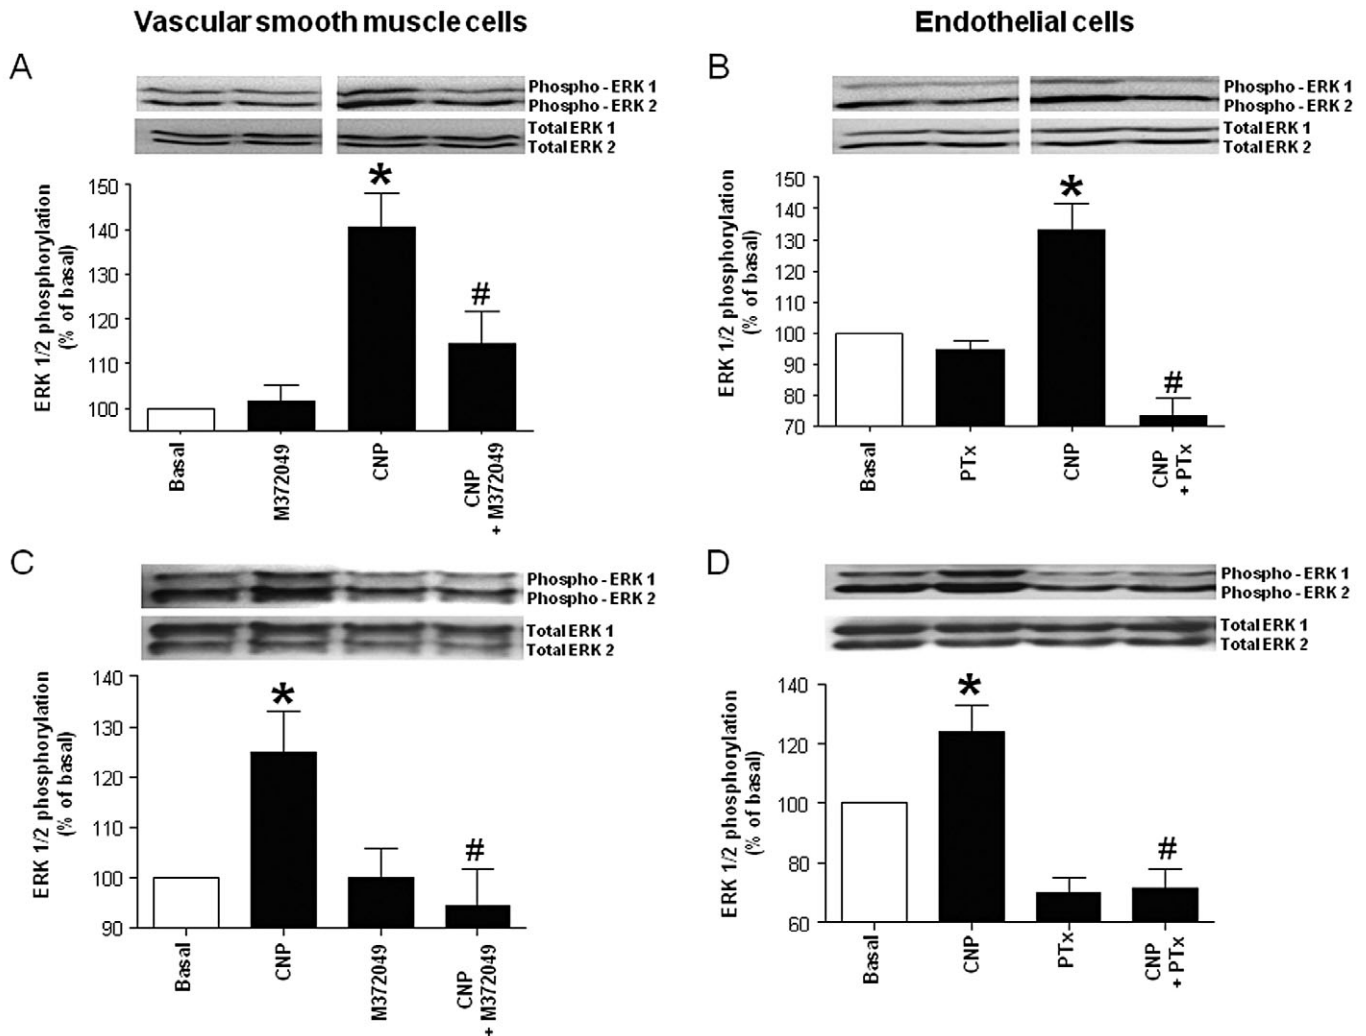 Vascular smooth muscle cells
Endothelial cells
A
Phospho - ERK 1
Phospho - ERK 2
Total ERK 1
Total ERK 2
*
#
150
140
130
120
110
100
ERK 1/2 phosphorylation
(% of basal)
Basal
M372049
CNP
CNP
+ M372049
B
Phospho - ERK 1
Phospho - ERK 2
Total ERK 1
Total ERK 2
*
#
150
140
130
120
110
100
90
80
70
ERK 1/2 phosphorylation
(% of basal)
Basal
PTx
CNP
CNP
+ PTx
C
Phospho - ERK 1
Phospho - ERK 2
Total ERK 1
Total ERK 2
*
#
140
130
120
110
100
90
ERK 1/2 phosphorylation
(% of basal)
Basal
CNP
M372049
CNP
+ M372049
D
Phospho - ERK 1
Phospho - ERK 2
Total ERK 1
Total ERK 2
*
#
140
120
100
80
60
ERK 1/2 phosphorylation
(% of basal)
Basal
CNP
PTx
CNP
+ PTx